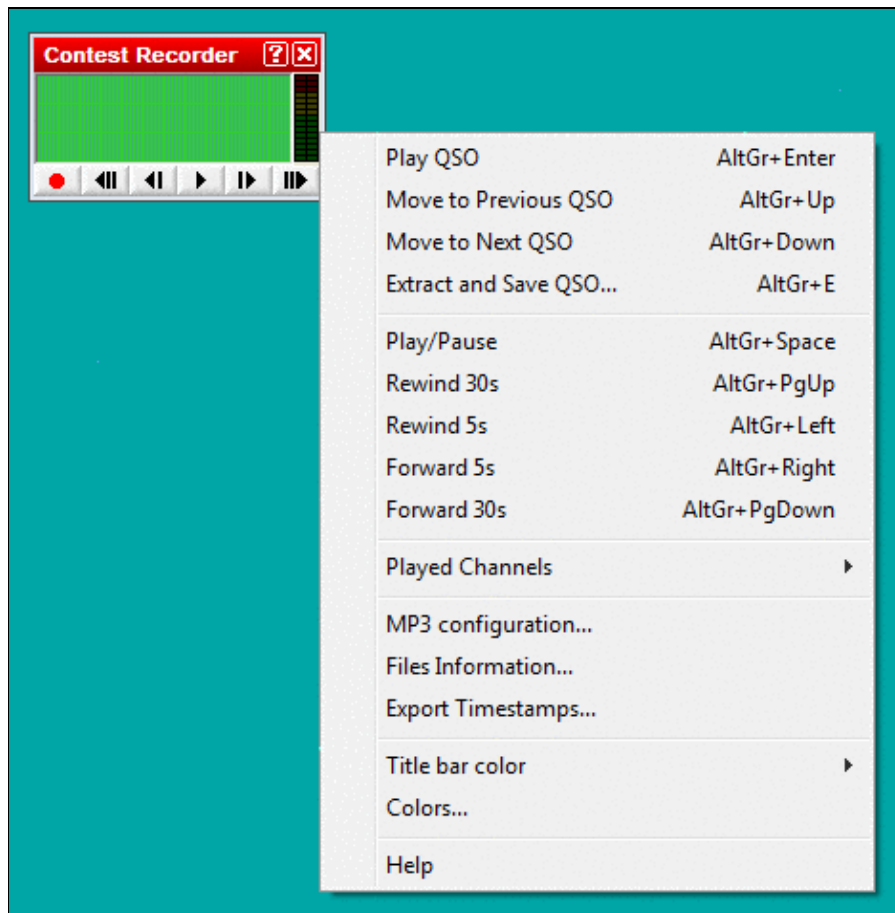 Contest Recorder ? X
Play QSO AltGr+Enter
Move to Previous QSO AltGr+Up
Move to Next QSO AltGr+Down
Extract and Save QSO... AltGr+E
Play/Pause AltGr+Space
Rewind 30s AltGr+PgUp
Rewind 5s AltGr+Left
Forward 5s AltGr+Right
Forward 30s AltGr+PgDown
Played Channels
MP3 configuration...
Files Information...
Export Timestamps...
Title bar color
Colors...
Help